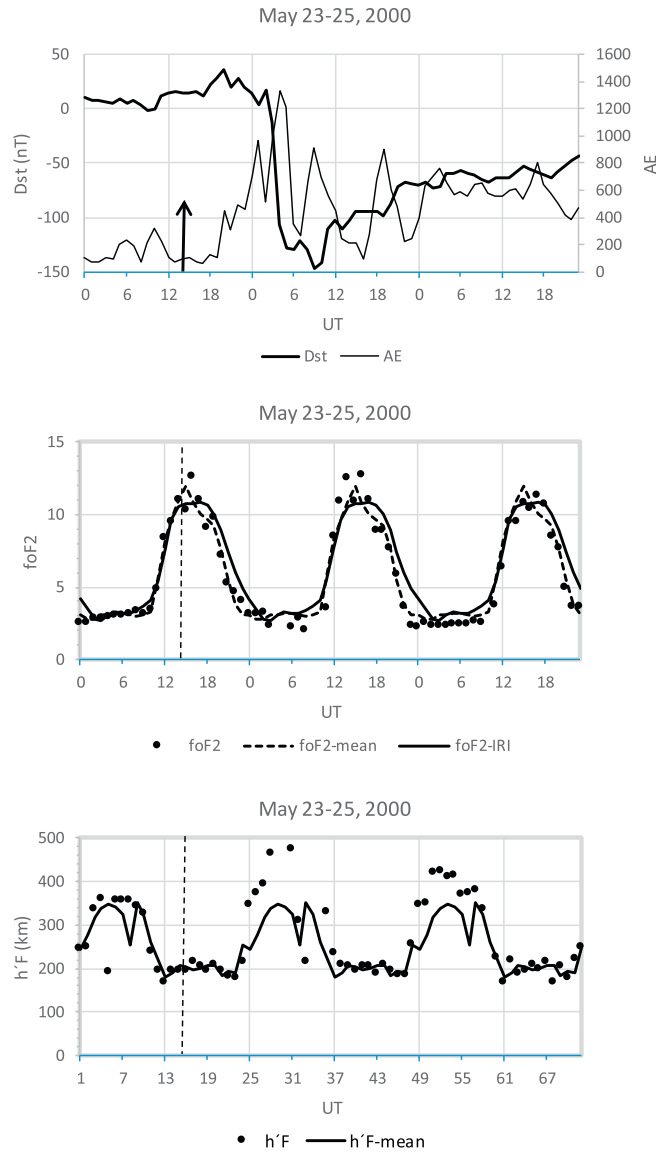 May 23-25, 2000
50
0
-50
-100
-150
Dst (nT)
1600
1400
1200
1000
800
600
400
200
0
AE
0 6 12 18 0 6 12 18 0 6 12 18
UT
Dst AE
May 23-25, 2000
15
10
5
0
foF2
0 6 12 18 0 6 12 18 0 6 12 18
UT
foF2 foF2-mean foF2-IRI
May 23-25, 2000
500
400
300
200
100
0
h´F (km)
1 7 13 19 25 31 37 43 49 55 61 67
UT
h´F h´F-mean